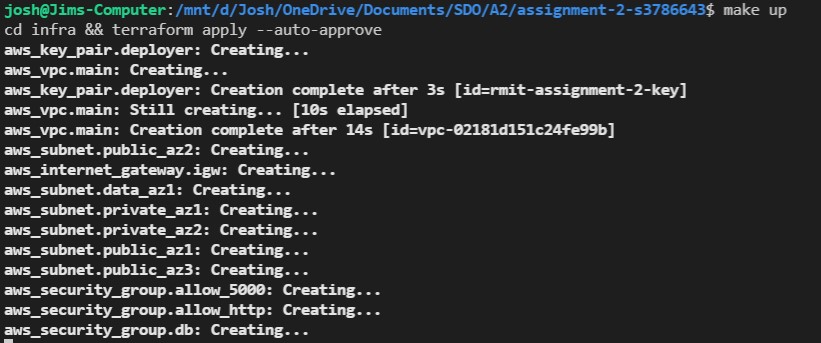 josh@Jims-Computer:/mnt/d/Josh/OneDrive/Documents/SDO/A2/assignment-2-s3786643$ make up
cd infra && terraform apply --auto-approve
aws_key_pair.deployer: Creating...
aws_vpc.main: Creating...
aws_key_pair.deployer: Creation complete after 3s [id=rmit-assignment-2-key]
aws_vpc.main: Still creating... [10s elapsed]
aws_vpc.main: Creation complete after 14s [id=vpc-02181d151c24fe99b]
aws_subnet.public_az2: Creating...
aws_internet_gateway.igw: Creating...
aws_subnet.data_az1: Creating...
aws_subnet.private_az1: Creating...
aws_subnet.private_az2: Creating...
aws_subnet.public_az1: Creating...
aws_subnet.public_az3: Creating...
aws_security_group.allow_5000: Creating...
aws_security_group.allow_http: Creating...
aws_security_group.db: Creating...